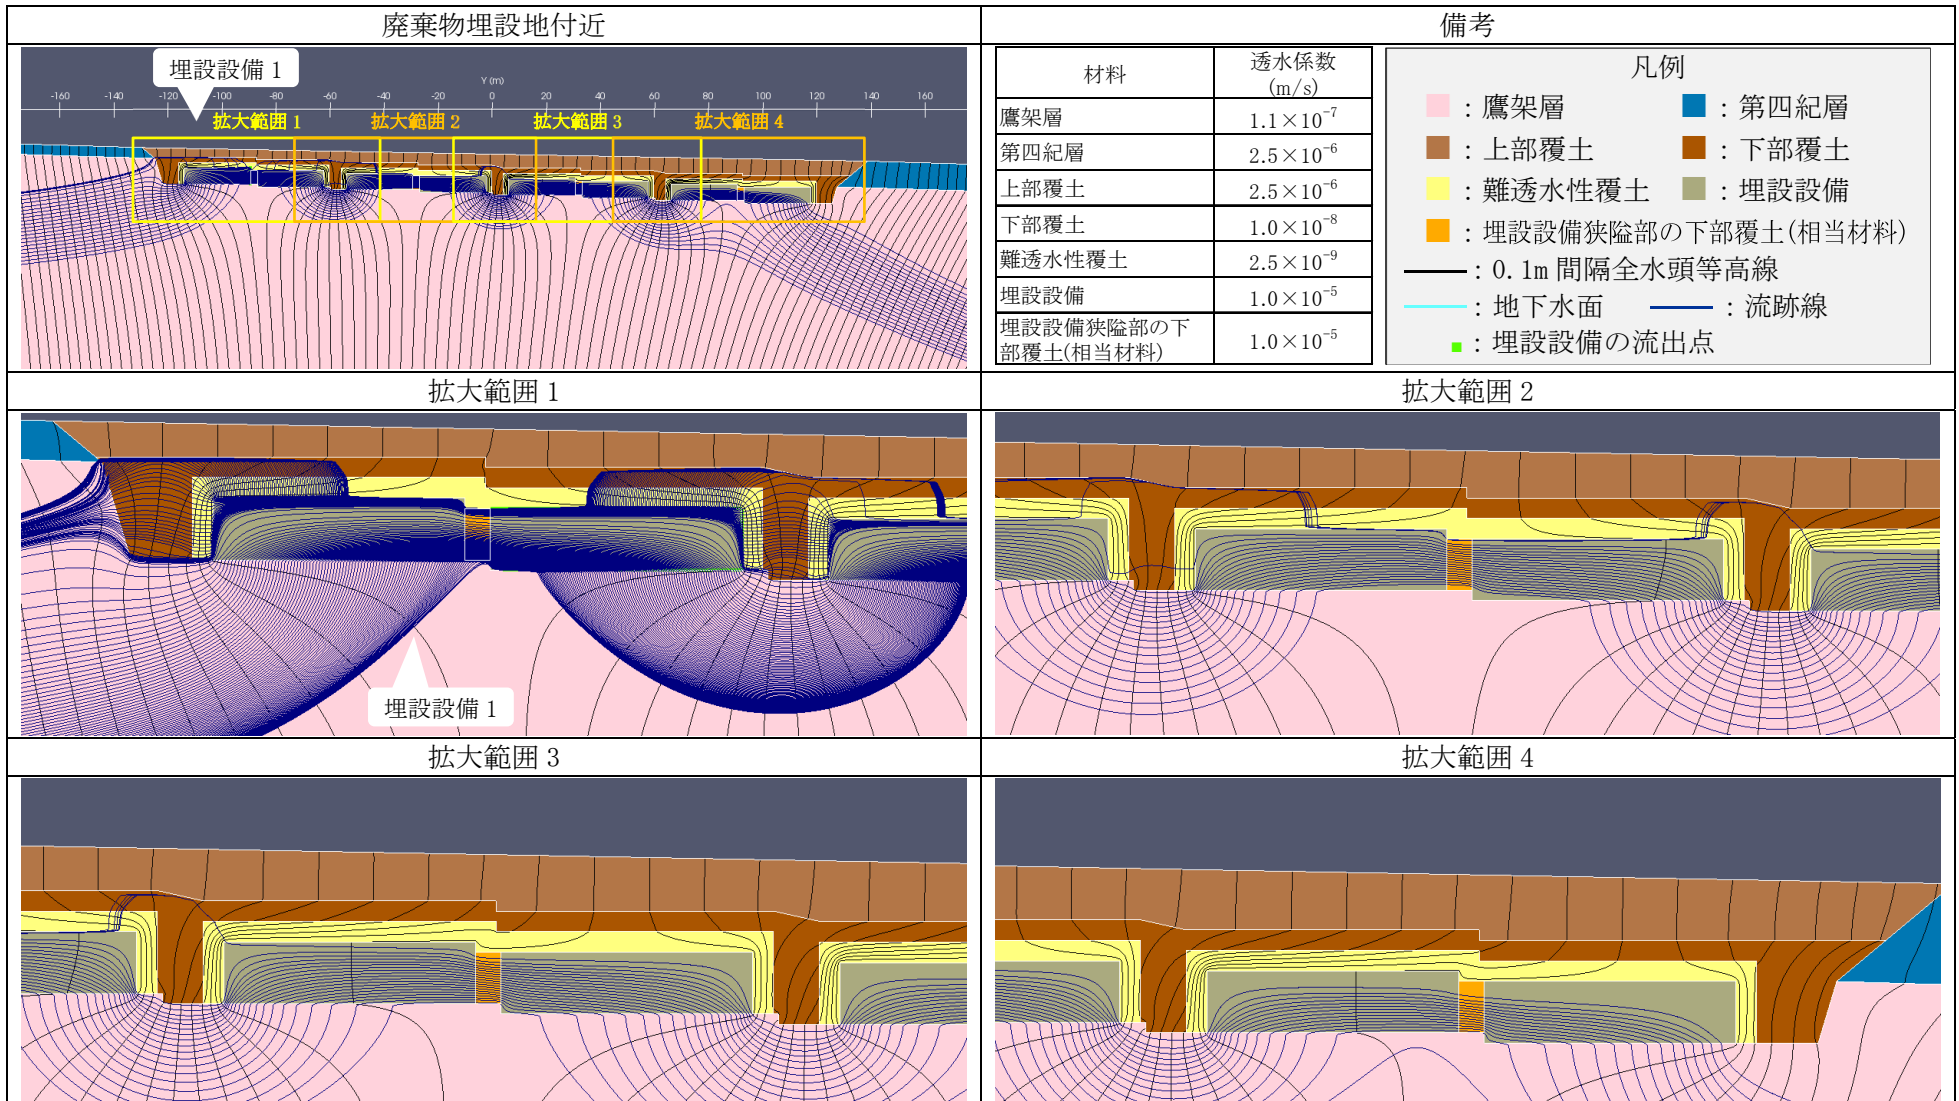 廃棄物埋設地付近
備考
埋設設備 1
Y (m)
-160 -140 -120 -100 -80 -60 -40 -20 0 20 40 60 80 100 120 140 160
拡大範囲 1 拡大範囲 2 拡大範囲 3 拡大範囲 4
材料 透水係数
(m/s)
鷹架層 1.1×10⁻⁷
第四紀層 2.5×10⁻⁶
上部覆土 2.5×10⁻⁶
下部覆土 1.0×10⁻⁸
難透水性覆土 2.5×10⁻⁹
埋設設備 1.0×10⁻⁵
埋設設備狭隘部の下
部覆土(相当材料) 1.0×10⁻⁵
凡例
：鷹架層 ：第四紀層
：上部覆土 ：下部覆土
：難透水性覆土 ：埋設設備
：埋設設備狭隘部の下部覆土(相当材料)
：0.1m 間隔全水頭等高線
：地下水面 ：流跡線
：埋設設備の流出点
拡大範囲 1
拡大範囲 2
埋設設備 1
拡大範囲 3
拡大範囲 4